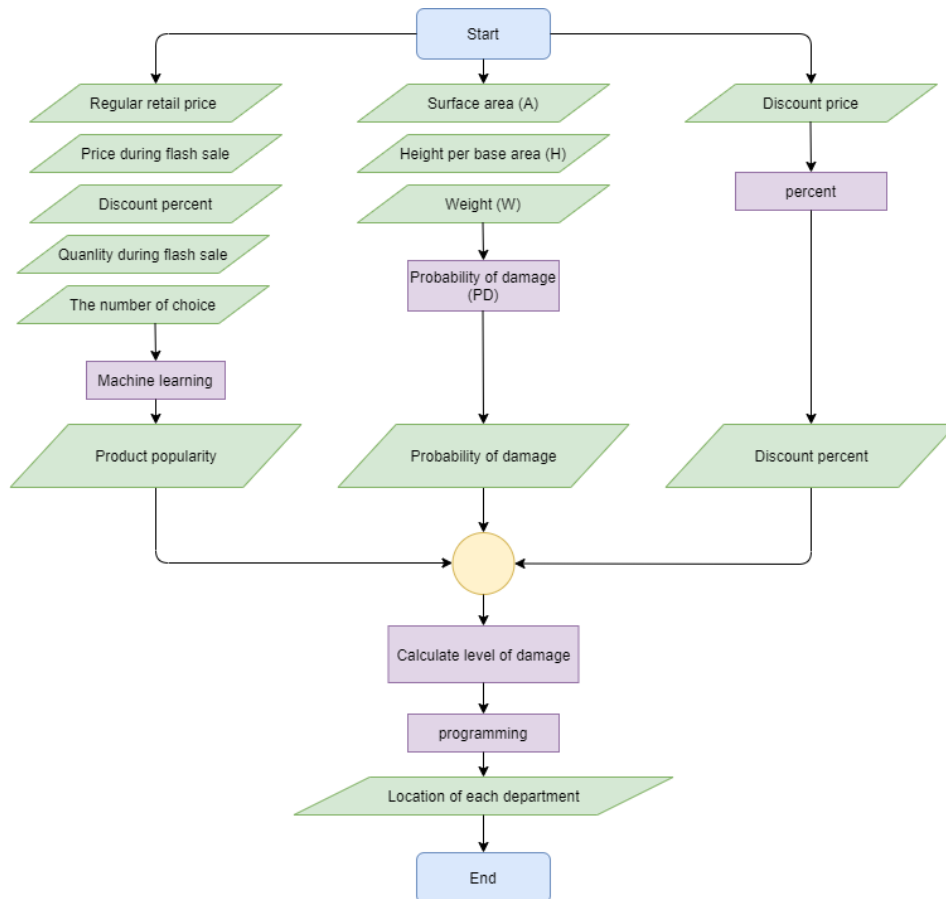 Start
Regular retail price
Surface area (A)
Discount price
Price during flash sale
Height per base area (H)
percent
Discount percent
Weight (W)
Quanlity during flash sale
Probability of damage
(PD)
The number of choice
Machine learning
Product popularity
Probability of damage
Discount percent
Calculate level of damage
programming
Location of each department
End